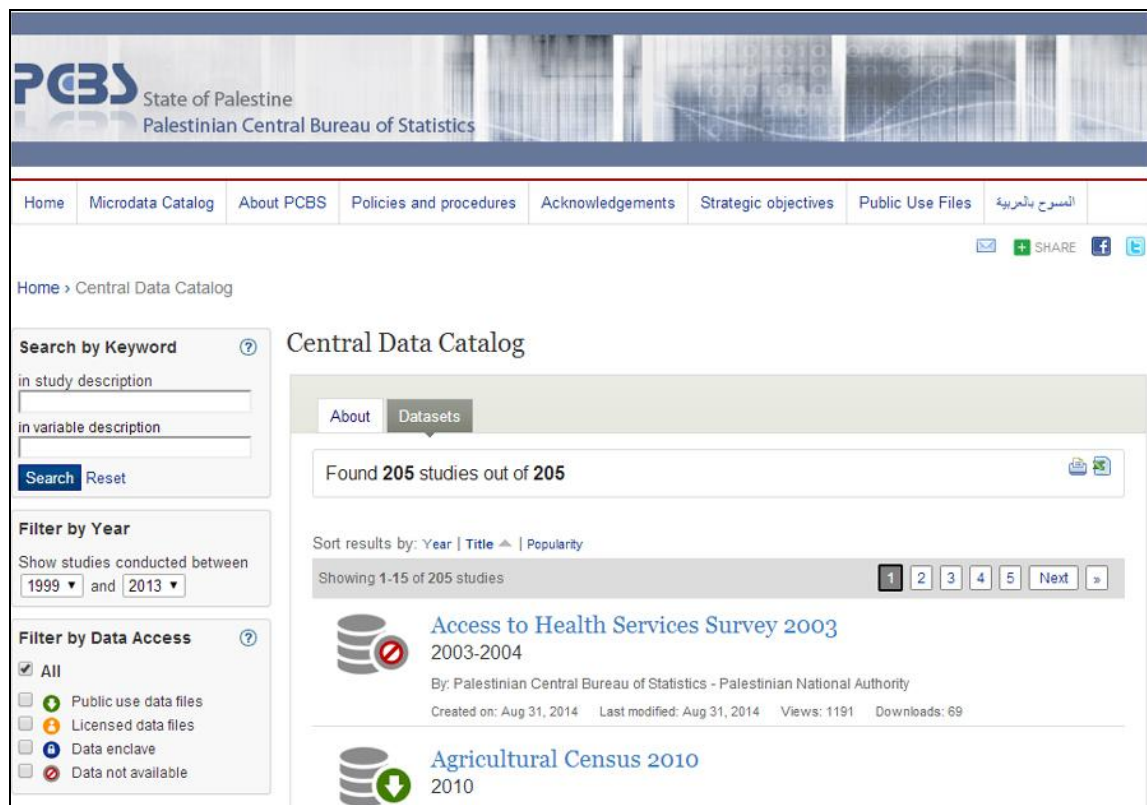 PCBS
State of Palestine
Palestinian Central Bureau of Statistics
Home Microdata Catalog About PCBS Policies and procedures Acknowledgements Strategic objectives Public Use Files المسوح بالعربية
SHARE
Home › Central Data Catalog
Search by Keyword ?
in study description
in variable description
Search Reset
Filter by Year
Show studies conducted between
1999 and 2013
Filter by Data Access ?
All
Public use data files
Licensed data files
Data enclave
Data not available
Central Data Catalog
About Datasets
Found 205 studies out of 205
Sort results by: Year | Title | Popularity
Showing 1-15 of 205 studies 1 2 3 4 5 Next »
Access to Health Services Survey 2003
2003-2004
By: Palestinian Central Bureau of Statistics - Palestinian National Authority
Created on: Aug 31, 2014 Last modified: Aug 31, 2014 Views: 1191 Downloads: 69
Agricultural Census 2010
2010